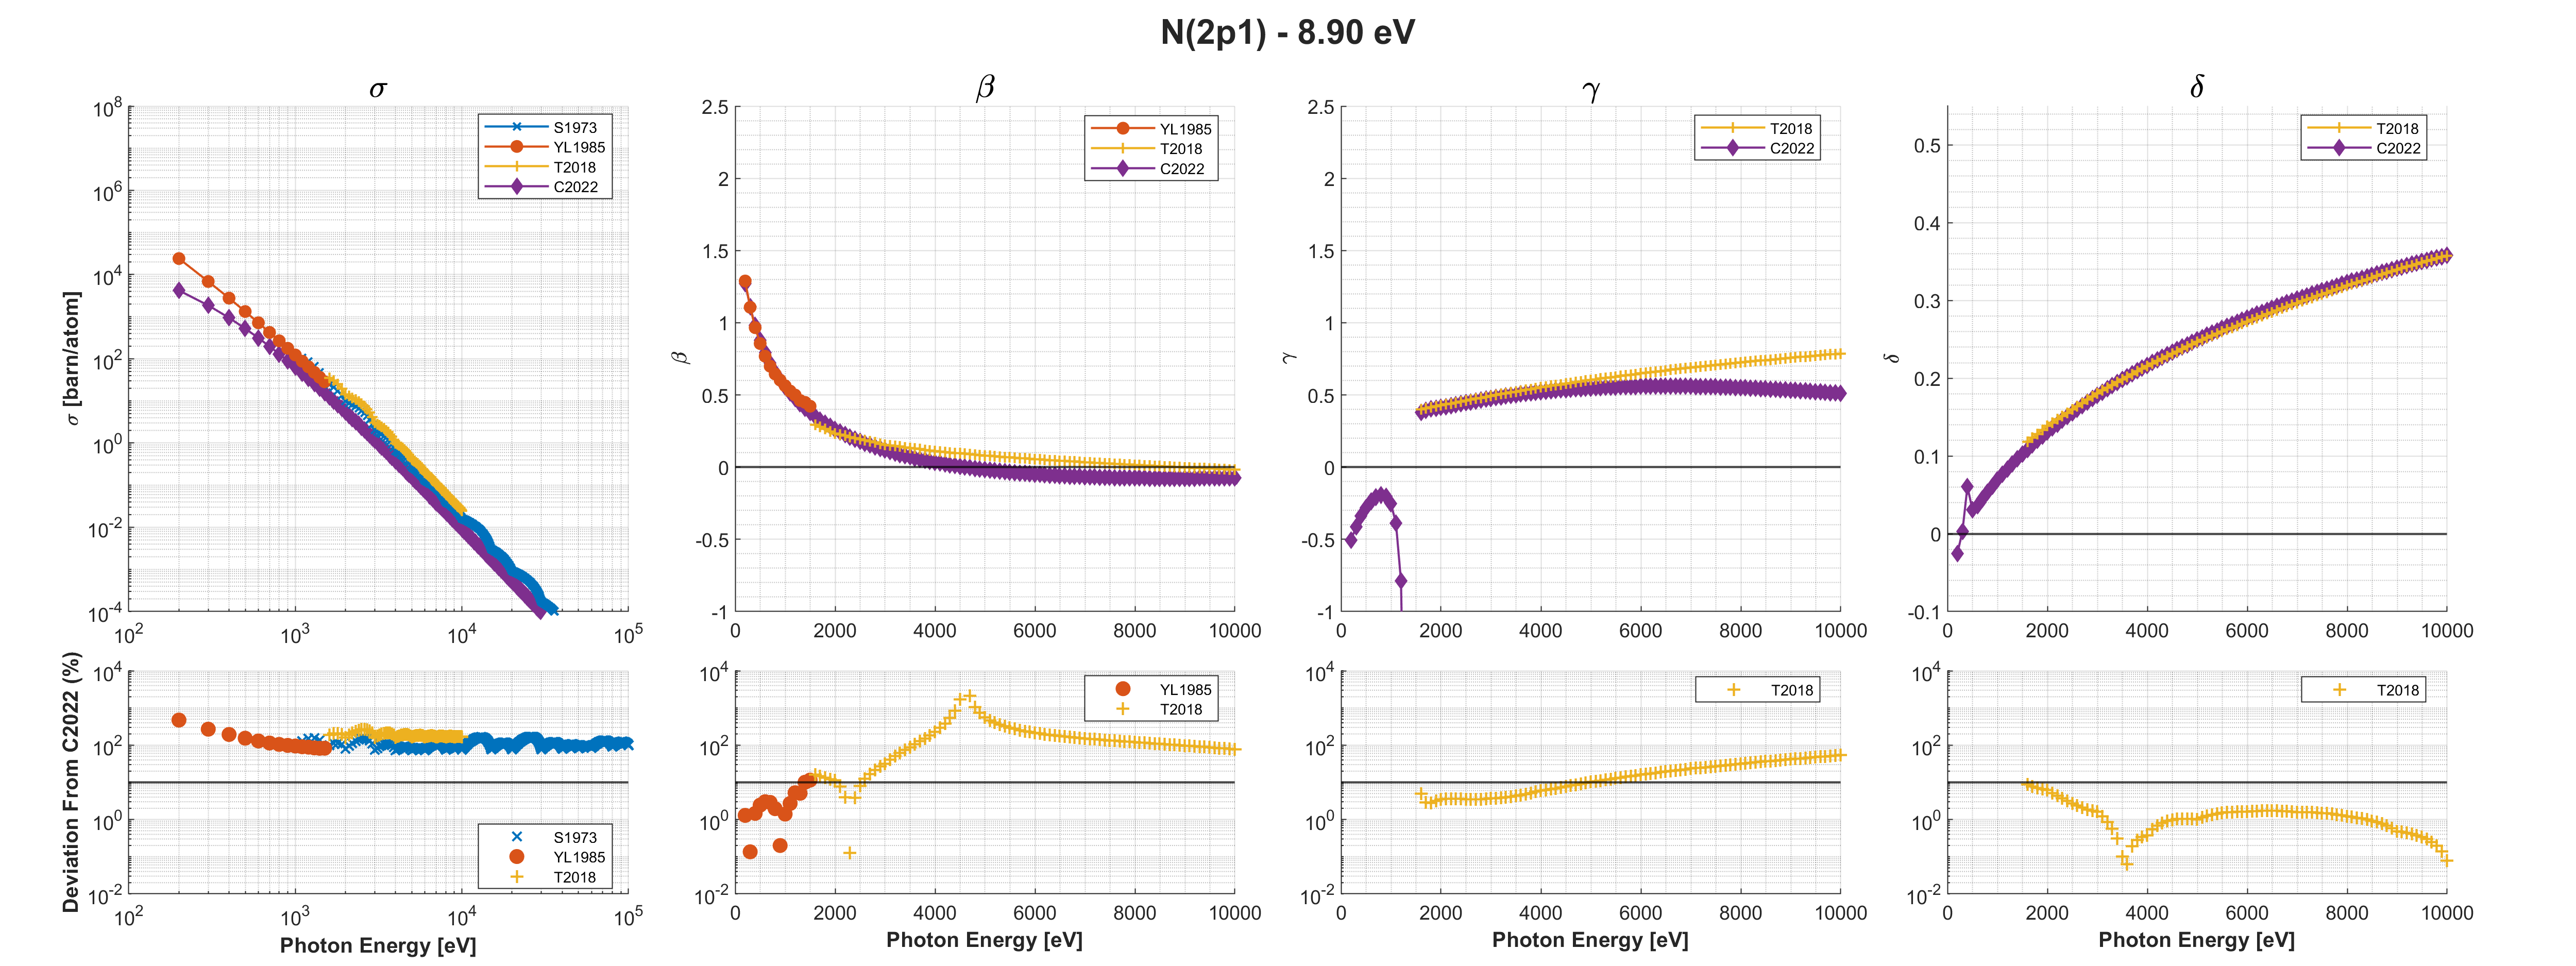 N(2p1) - 8.90 eV
σ
10^8
10^6
10^4
10^2
10^0
10^-2
10^-4
10^2
10^3
10^4
10^5
σ [barn/atom]
S1973
YL1985
T2018
C2022
β
2.5
2
1.5
1
0.5
0
-0.5
-1
0
2000
4000
6000
8000
10000
β
YL1985
T2018
C2022
γ
2.5
2
1.5
1
0.5
0
-0.5
-1
0
2000
4000
6000
8000
10000
γ
T2018
C2022
δ
0.5
0.4
0.3
0.2
0.1
0
-0.1
0
2000
4000
6000
8000
10000
δ
T2018
C2022
Deviation From C2022 (%)
10^4
10^2
10^0
10^-2
10^2
10^3
10^4
10^5
S1973
YL1985
T2018
Photon Energy [eV]
10^4
10^2
10^0
10^-2
0
2000
4000
6000
8000
10000
YL1985
T2018
Photon Energy [eV]
10^4
10^2
10^0
10^-2
0
2000
4000
6000
8000
10000
T2018
Photon Energy [eV]
10^4
10^2
10^0
10^-2
0
2000
4000
6000
8000
10000
T2018
Photon Energy [eV]